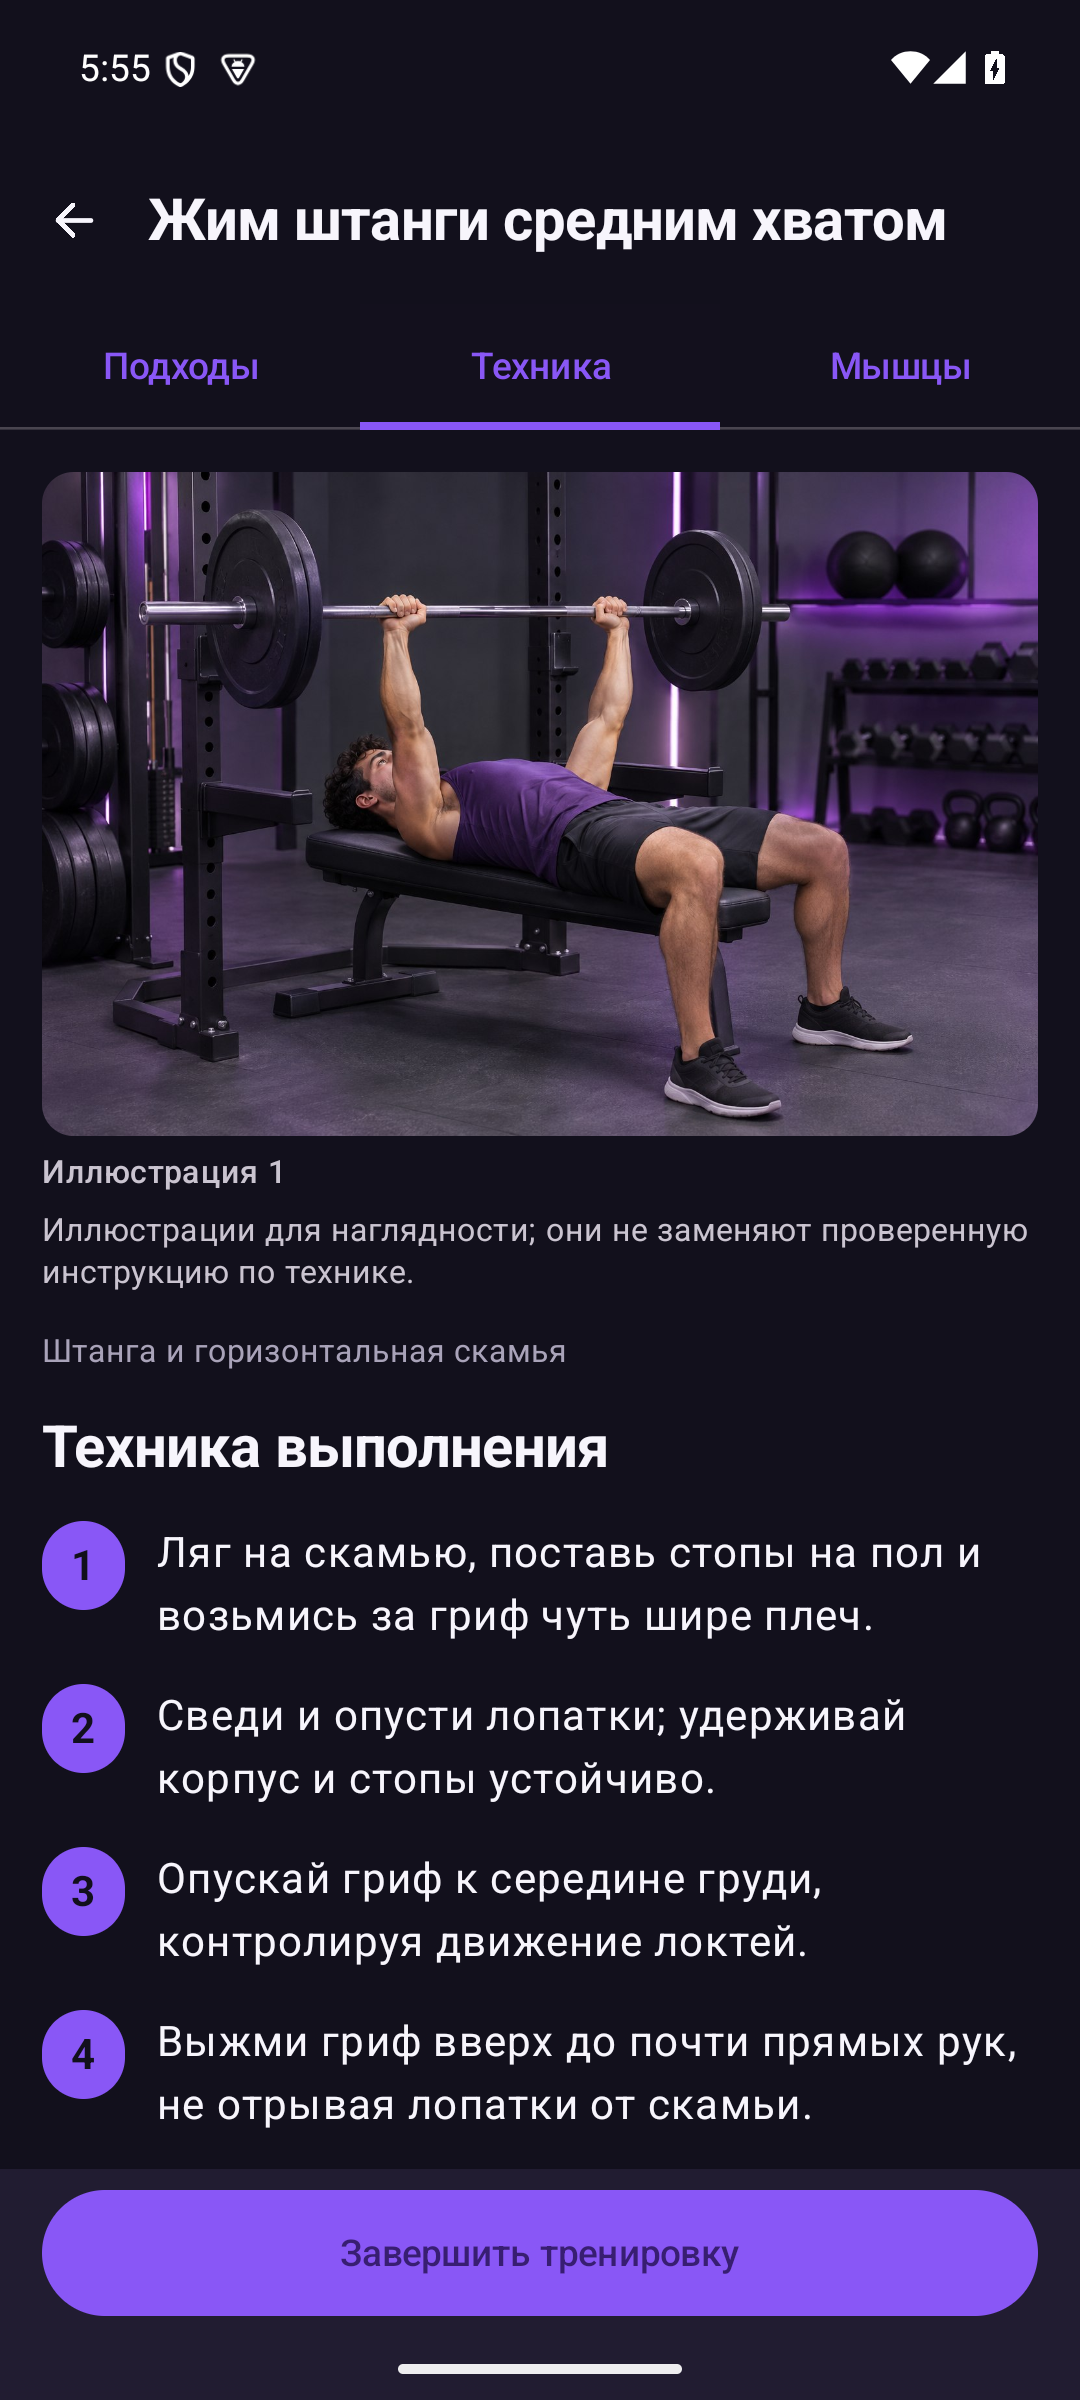 5:55
Жим штанги средним хватом
Подходы
Техника
Мышцы
Иллюстрация 1
Иллюстрации для наглядности; они не заменяют проверенную
инструкцию по технике.
Штанга и горизонтальная скамья
Техника выполнения
1
Ляг на скамью, поставь стопы на пол и
возьмись за гриф чуть шире плеч.
2
Сведи и опусти лопатки; удерживай
корпус и стопы устойчиво.
3
Опускай гриф к середине груди,
контролируя движение локтей.
4
Выжми гриф вверх до почти прямых рук,
не отрывая лопатки от скамьи.
Завершить тренировку